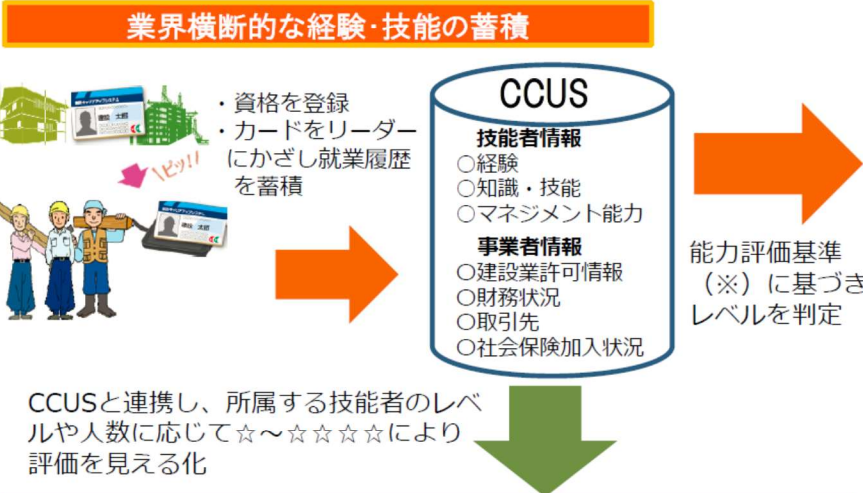 業界横断的な経験・技能の蓄積
・資格を登録
・カードをリーダー
にかざし就業履歴
を蓄積
ピッ!!
CCUS
技能者情報
○経験
○知識・技能
○マネジメント能力
事業者情報
○建設業許可情報
○財務状況
○取引先
○社会保険加入状況
能力評価基準
（※）に基づき
レベルを判定
CCUSと連携し、所属する技能者のレベ
ルや人数に応じて☆～☆☆☆☆により
評価を見える化